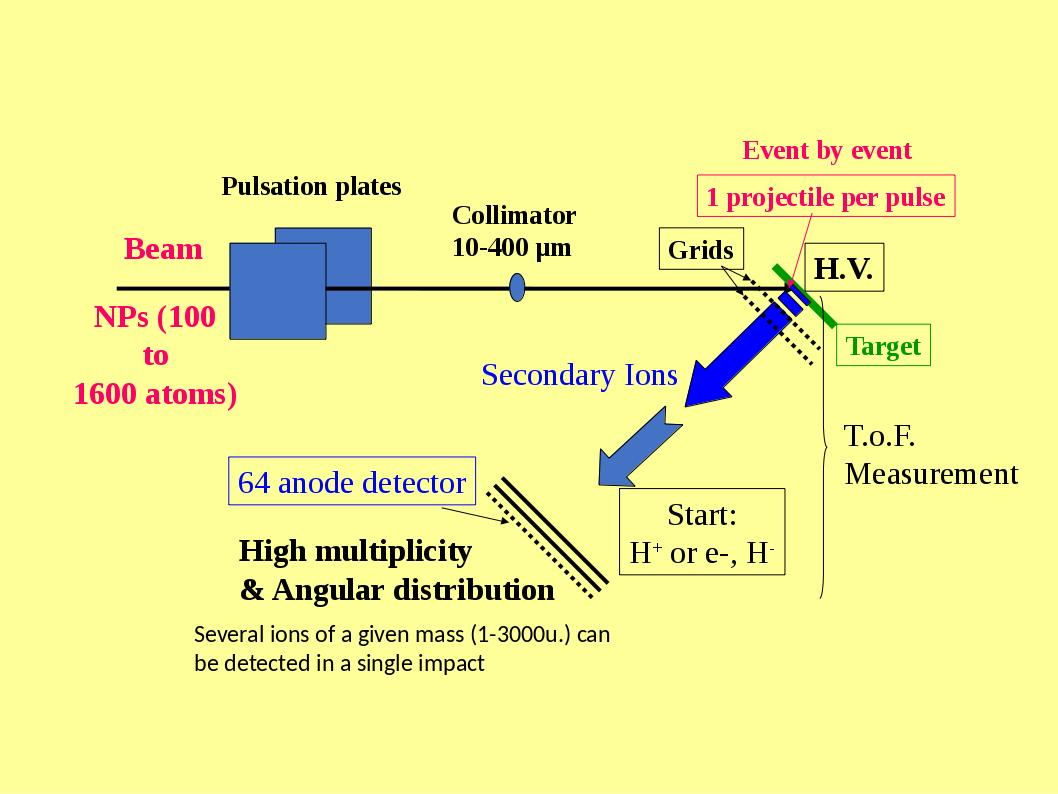 Event by event
1 projectile per pulse
Pulsation plates
Collimator
10-400 µm
Beam
Grids
H.V.
NPs (100
to
1600 atoms)
Target
Secondary Ions
T.o.F.
Measurement
64 anode detector
Start:
H⁺ or e-, H⁻
High multiplicity
& Angular distribution
Several ions of a given mass (1-3000u.) can
be detected in a single impact